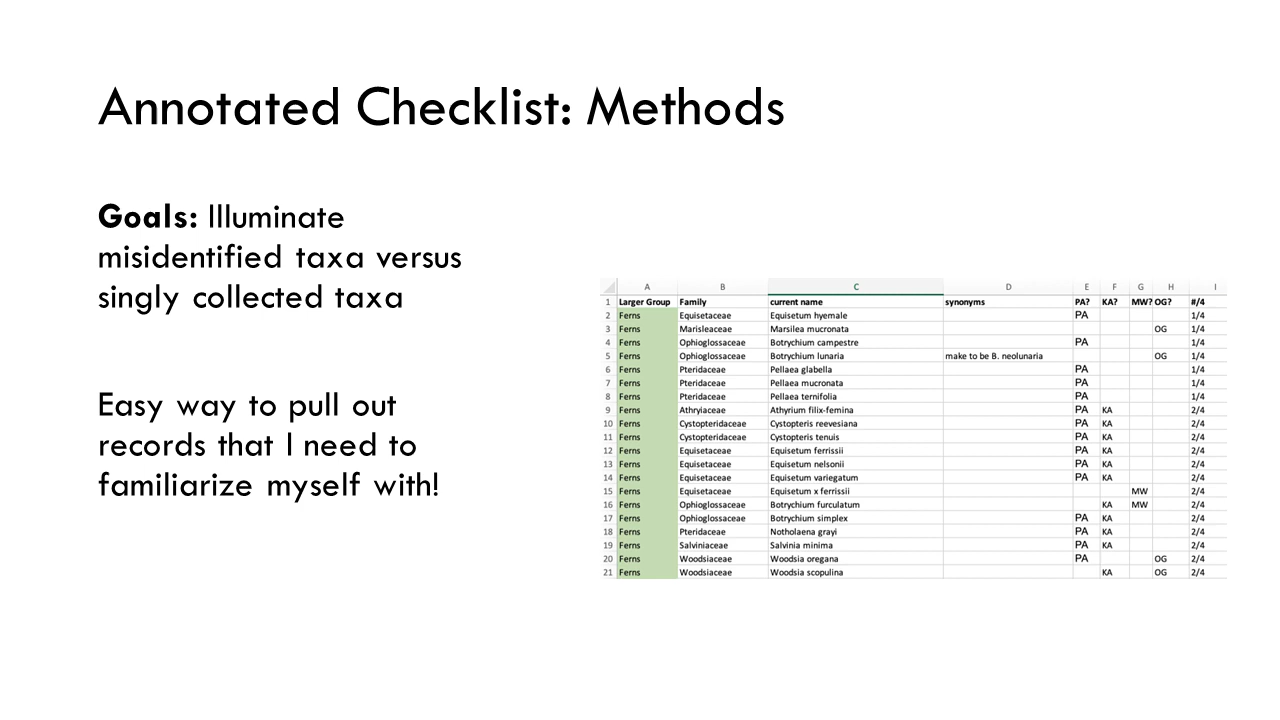 Annotated Checklist: Methods
Goals: Illuminate
misidentified taxa versus
singly collected taxa
Easy way to pull out
records that I need to
familiarize myself with!
A B C D E F G H I
1 Larger Group Family current name synonyms PA? KA? MW? OG? #/4
2 Ferns Equisetaceae Equisetum hyemale PA 1/4
3 Ferns Marisleaceae Marsilea mucronata OG 1/4
4 Ferns Ophioglossaceae Botrychium campestre PA 1/4
5 Ferns Ophioglossaceae Botrychium lunaria make to be B. neolunaria OG 1/4
6 Ferns Pteridaceae Pellaea glabella PA 1/4
7 Ferns Pteridaceae Pellaea mucronata PA 1/4
8 Ferns Pteridaceae Pellaea ternifolia PA 1/4
9 Ferns Athryiaceae Athyrium filix-femina PA KA 2/4
10 Ferns Cystopteridaceae Cystopteris reevesiana PA KA 2/4
11 Ferns Cystopteridaceae Cystopteris tenuis PA KA 2/4
12 Ferns Equisetaceae Equisetum ferrissii PA KA 2/4
13 Ferns Equisetaceae Equisetum nelsonii PA KA 2/4
14 Ferns Equisetaceae Equisetum variegatum PA KA 2/4
15 Ferns Equisetaceae Equisetum x ferrissii MW 2/4
16 Ferns Ophioglossaceae Botrychium furculatum KA MW 2/4
17 Ferns Ophioglossaceae Botrychium simplex PA KA 2/4
18 Ferns Pteridaceae Notholaena grayi PA KA 2/4
19 Ferns Salviniaceae Salvinia minima PA KA 2/4
20 Ferns Woodsiaceae Woodsia oregana PA OG 2/4
21 Ferns Woodsiaceae Woodsia scopulina KA OG 2/4